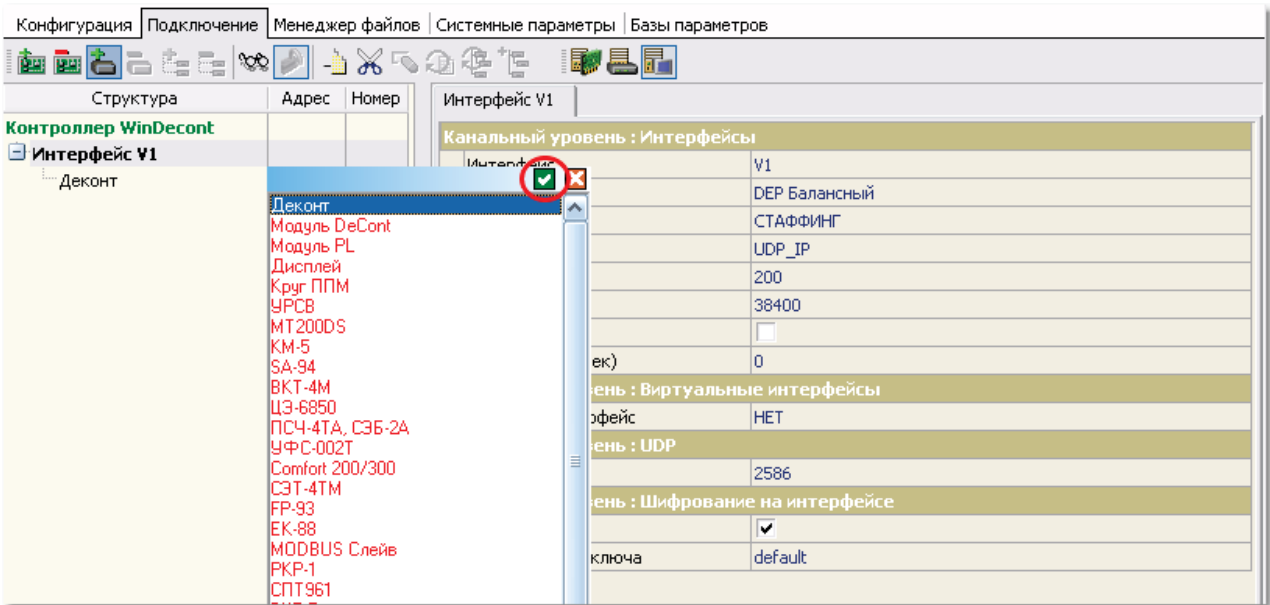 Конфигурация Подключение Менеджер файлов Системные параметры Базы параметров
Структура Адрес Номер
Интерфейс V1
Контроллер WinDecont
Интерфейс V1
Деконт
Канальный уровень : Интерфейсы
Интерфейс V1
DEP Балансный
СТАФФИНГ
UDP_IP
200
38400
ек) 0
вень : Виртуальные интерфейсы
рфейс НЕТ
вень : UDP
2586
вень : Шифрование на интерфейсе
ключа default
Деконт
Модуль DeCont
Модуль PL
Дисплей
Круг ППМ
УРСВ
МТ200DS
КМ-5
SA-94
ВКТ-4М
ЦЭ-6850
ПСЧ-4ТА, СЭБ-2А
УФС-002Т
Comfort 200/300
СЭТ-4ТМ
FP-93
ЕК-88
MODBUS Слейв
РКР-1
СПТ961